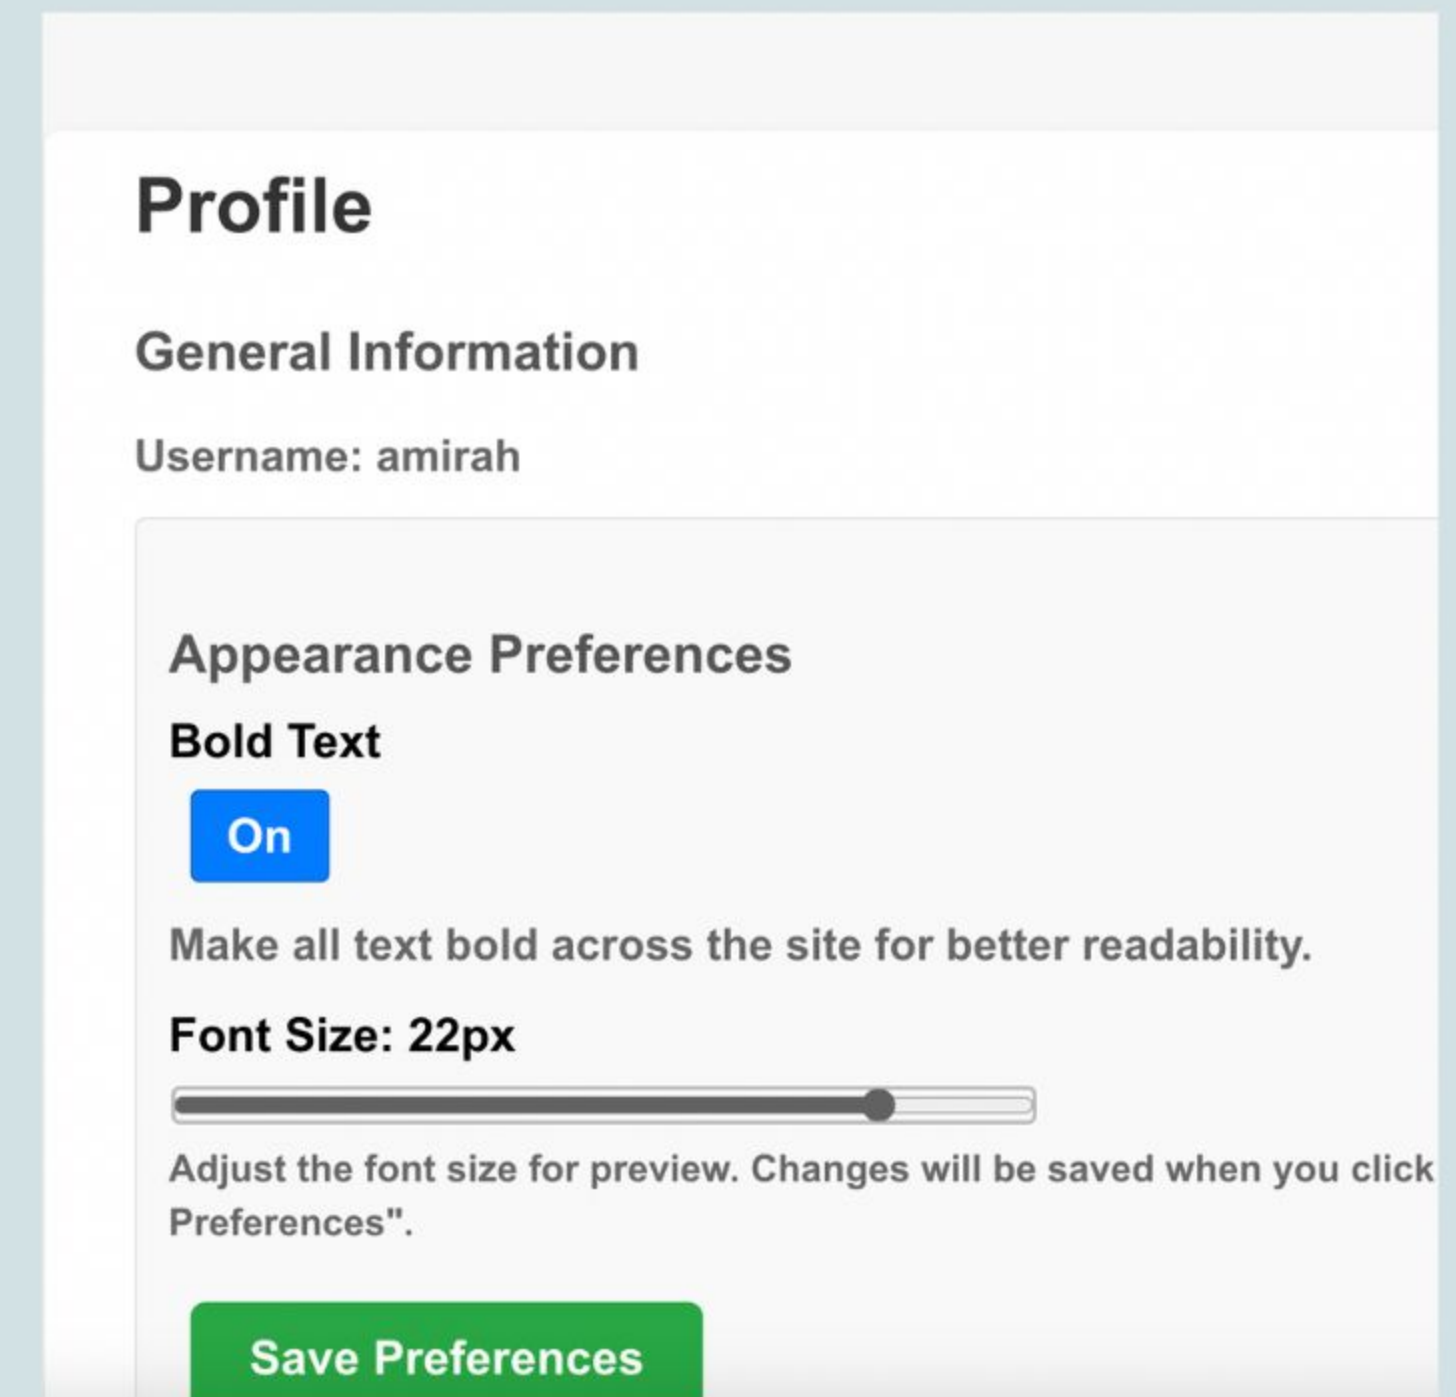 Profile
General Information
Username: amirah
Appearance Preferences
Bold Text
On
Make all text bold across the site for better readability.
Font Size: 22px
Adjust the font size for preview. Changes will be saved when you click
Preferences".
Save Preferences